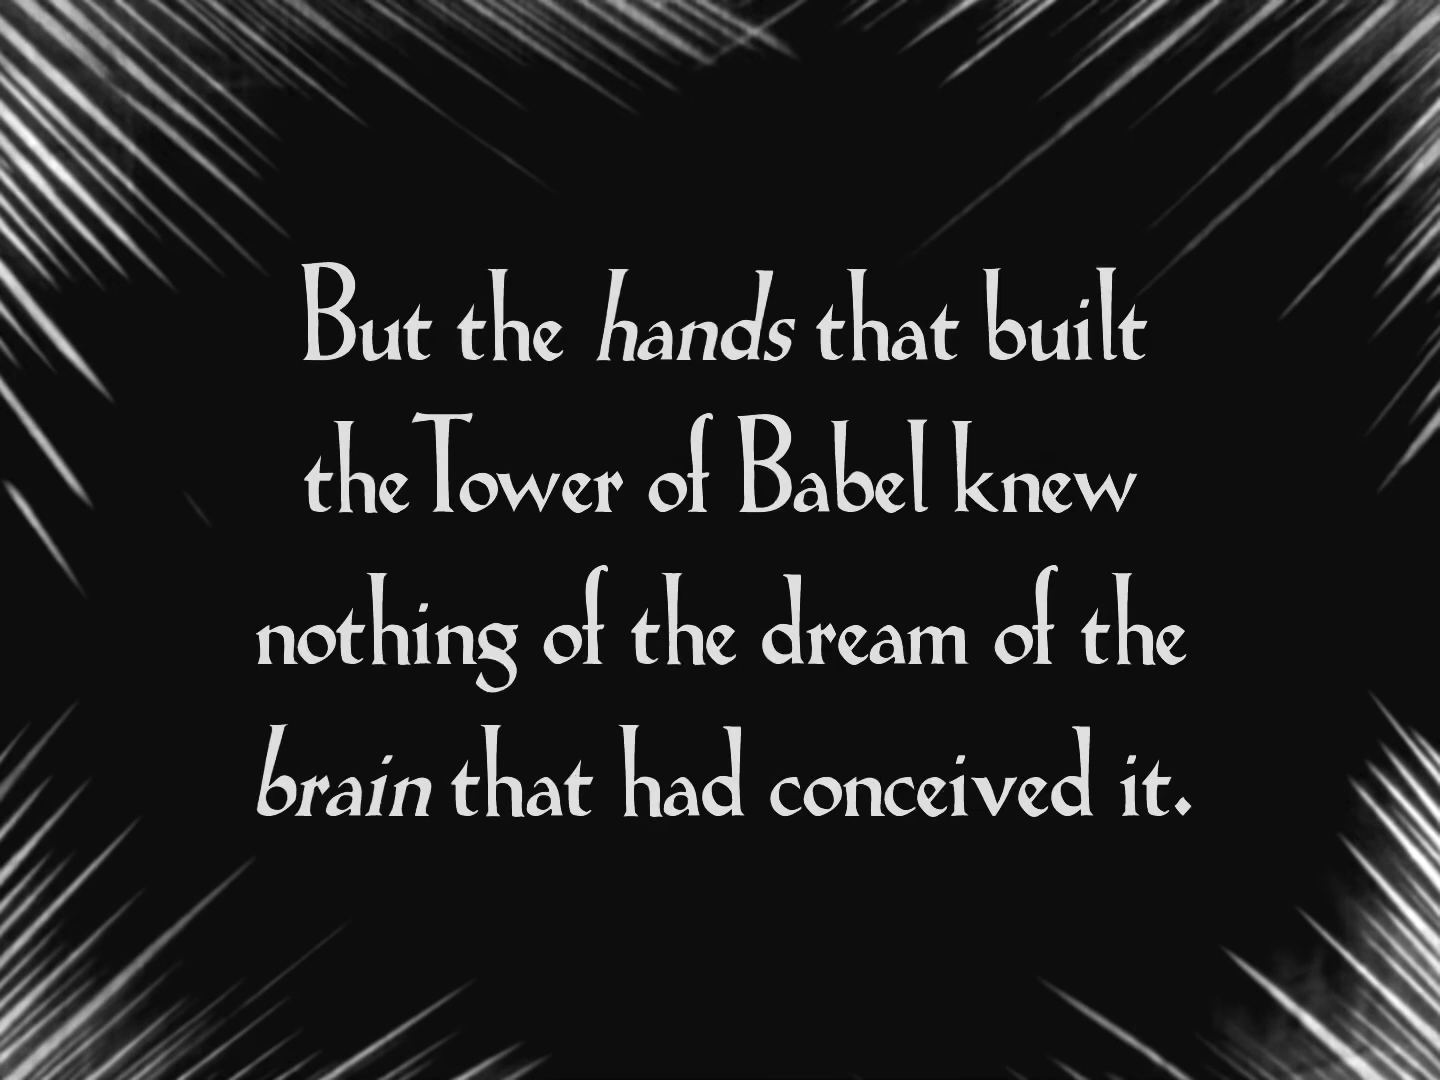 But the hands that built
the Tower of Babel knew
nothing of the dream of the
brain that had conceived it.